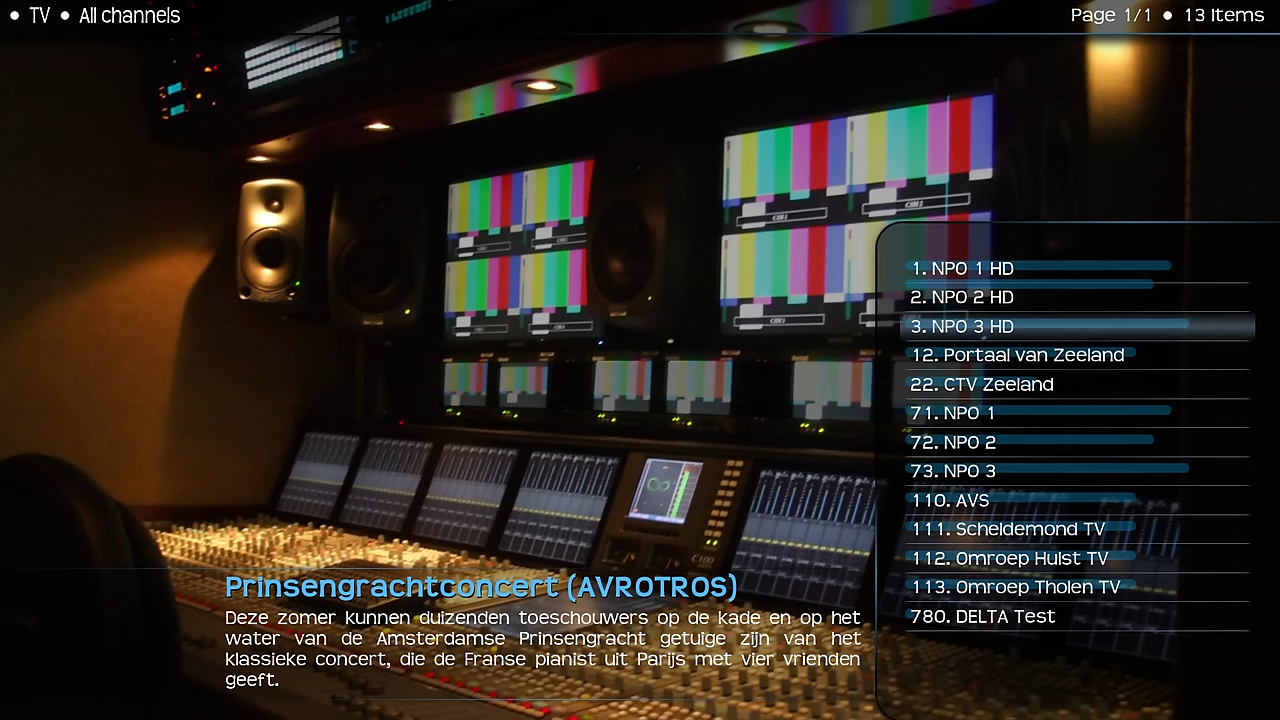 • TV • All channels
Page 1/1 • 13 Items
1. NPO 1 HD
2. NPO 2 HD
3. NPO 3 HD
12. Portaal van Zeeland
22. CTV Zeeland
71. NPO 1
72. NPO 2
73. NPO 3
110. AVS
111. Scheldemond TV
112. Omroep Hulst TV
113. Omroep Tholen TV
780. DELTA Test
Prinsengrachtconcert (AVROTROS)
Deze zomer kunnen duizenden toeschouwers op de kade en op het
water van de Amsterdamse Prinsengracht getuige zijn van het
klassieke concert, die de Franse pianist uit Parijs met vier vrienden
geeft.